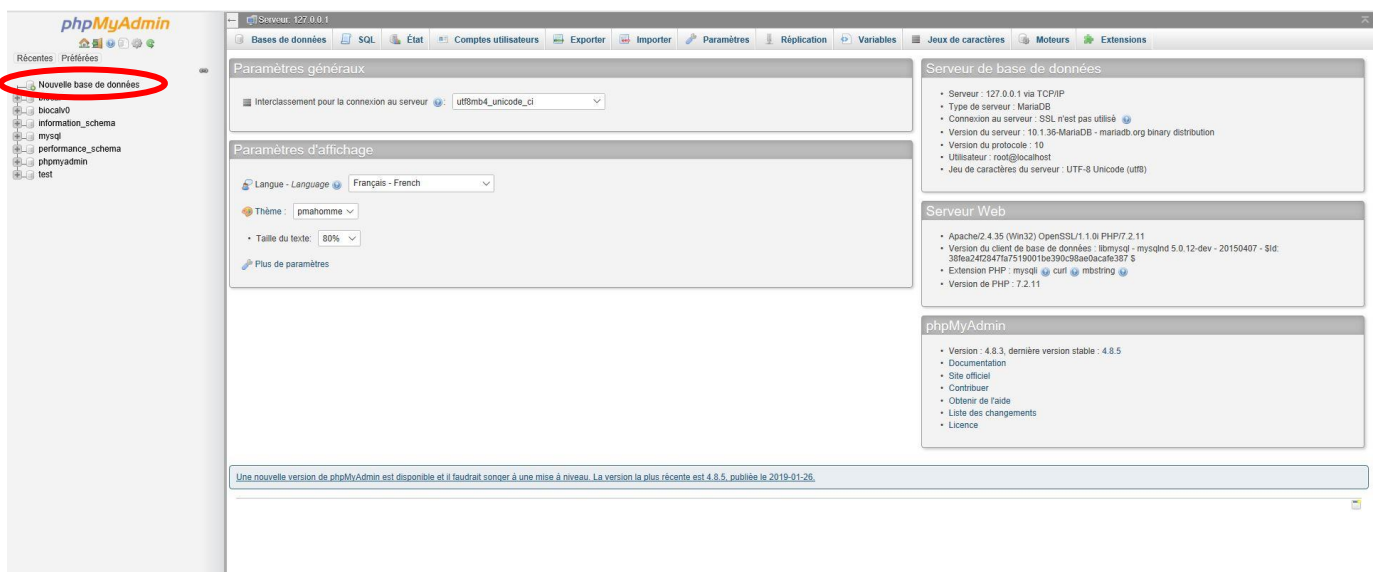 phpMyAdmin
Récentes Préférées
Nouvelle base de données
biocalv0
information_schema
mysql
performance_schema
phpmyadmin
test
Serveur: 127.0.0.1
Bases de données SQL État Comptes utilisateurs Exporter Importer Paramètres Réplication Variables Jeux de caractères Moteurs Extensions
Paramètres généraux
Interclassement pour la connexion au serveur : utf8mb4_unicode_ci
Paramètres d'affichage
Langue - Language Français - French
Thème : pmahomme
• Taille du texte: 80%
Plus de paramètres
Serveur de base de données
• Serveur : 127.0.0.1 via TCP/IP
• Type de serveur : MariaDB
• Connexion au serveur : SSL n'est pas utilisé
• Version du serveur : 10.1.36-MariaDB - mariadb.org binary distribution
• Version du protocole : 10
• Utilisateur : root@localhost
• Jeu de caractères du serveur : UTF-8 Unicode (utf8)
Serveur Web
• Apache/2.4.35 (Win32) OpenSSL/1.1.0i PHP/7.2.11
• Version du client de base de données : libmysql - mysqlnd 5.0.12-dev - 20150407 - $Id:
38fea24f2847fa7519001be390c98ae0acafe387 $
• Extension PHP : mysqli curl mbstring
• Version de PHP : 7.2.11
phpMyAdmin
• Version : 4.8.3, dernière version stable : 4.8.5
• Documentation
• Site officiel
• Contribuer
• Obtenir de l'aide
• Liste des changements
• Licence
Une nouvelle version de phpMyAdmin est disponible et il faudrait songer à une mise à niveau. La version la plus récente est 4.8.5, publiée le 2019-01-26.